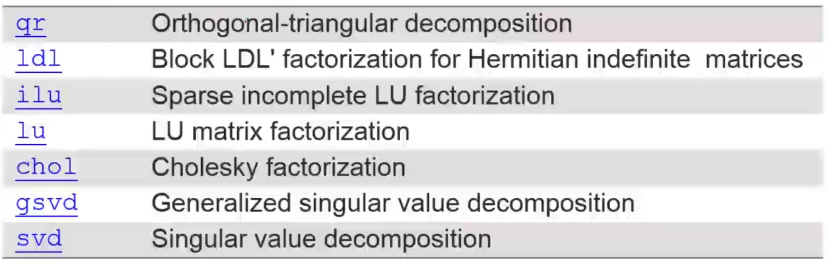 qr Orthogonal-triangular decomposition
ldl Block LDL' factorization for Hermitian indefinite matrices
ilu Sparse incomplete LU factorization
lu LU matrix factorization
chol Cholesky factorization
gsvd Generalized singular value decomposition
svd Singular value decomposition